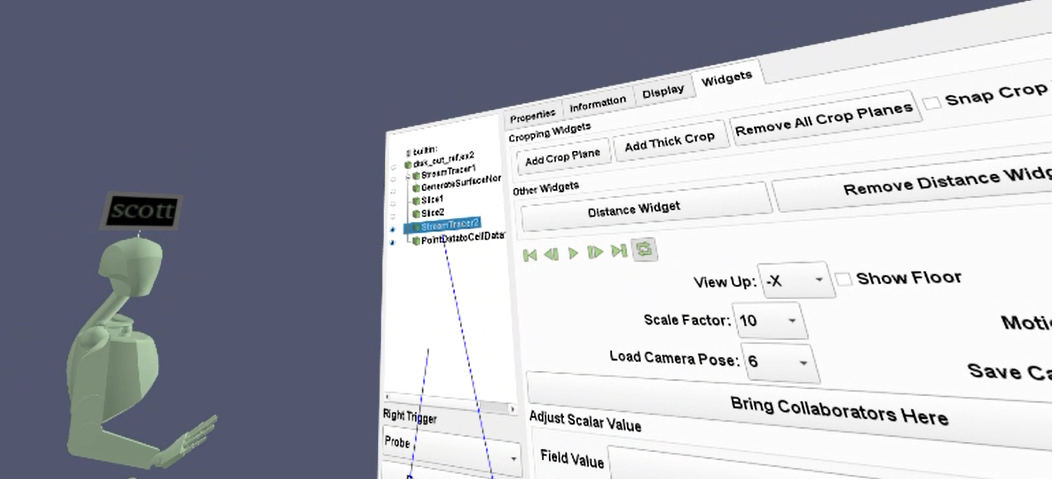 scott
Properties
Information
Display
Widgets
builtin:
disk_out_ref.ex2
StreamTracer1
GenerateSurfaceNor
Slice1
Slice2
StreamTracer2
PointDatatoCellData
Cropping Widgets
Add Crop Plane
Add Thick Crop
Remove All Crop Planes
Snap Crop
Other Widgets
Distance Widget
Remove Distance Widg
View Up: -X
Show Floor
Scale Factor: 10
Motio
Load Camera Pose: 6
Save Ca
Bring Collaborators Here
Right Trigger
Probe
Adjust Scalar Value
Field Value